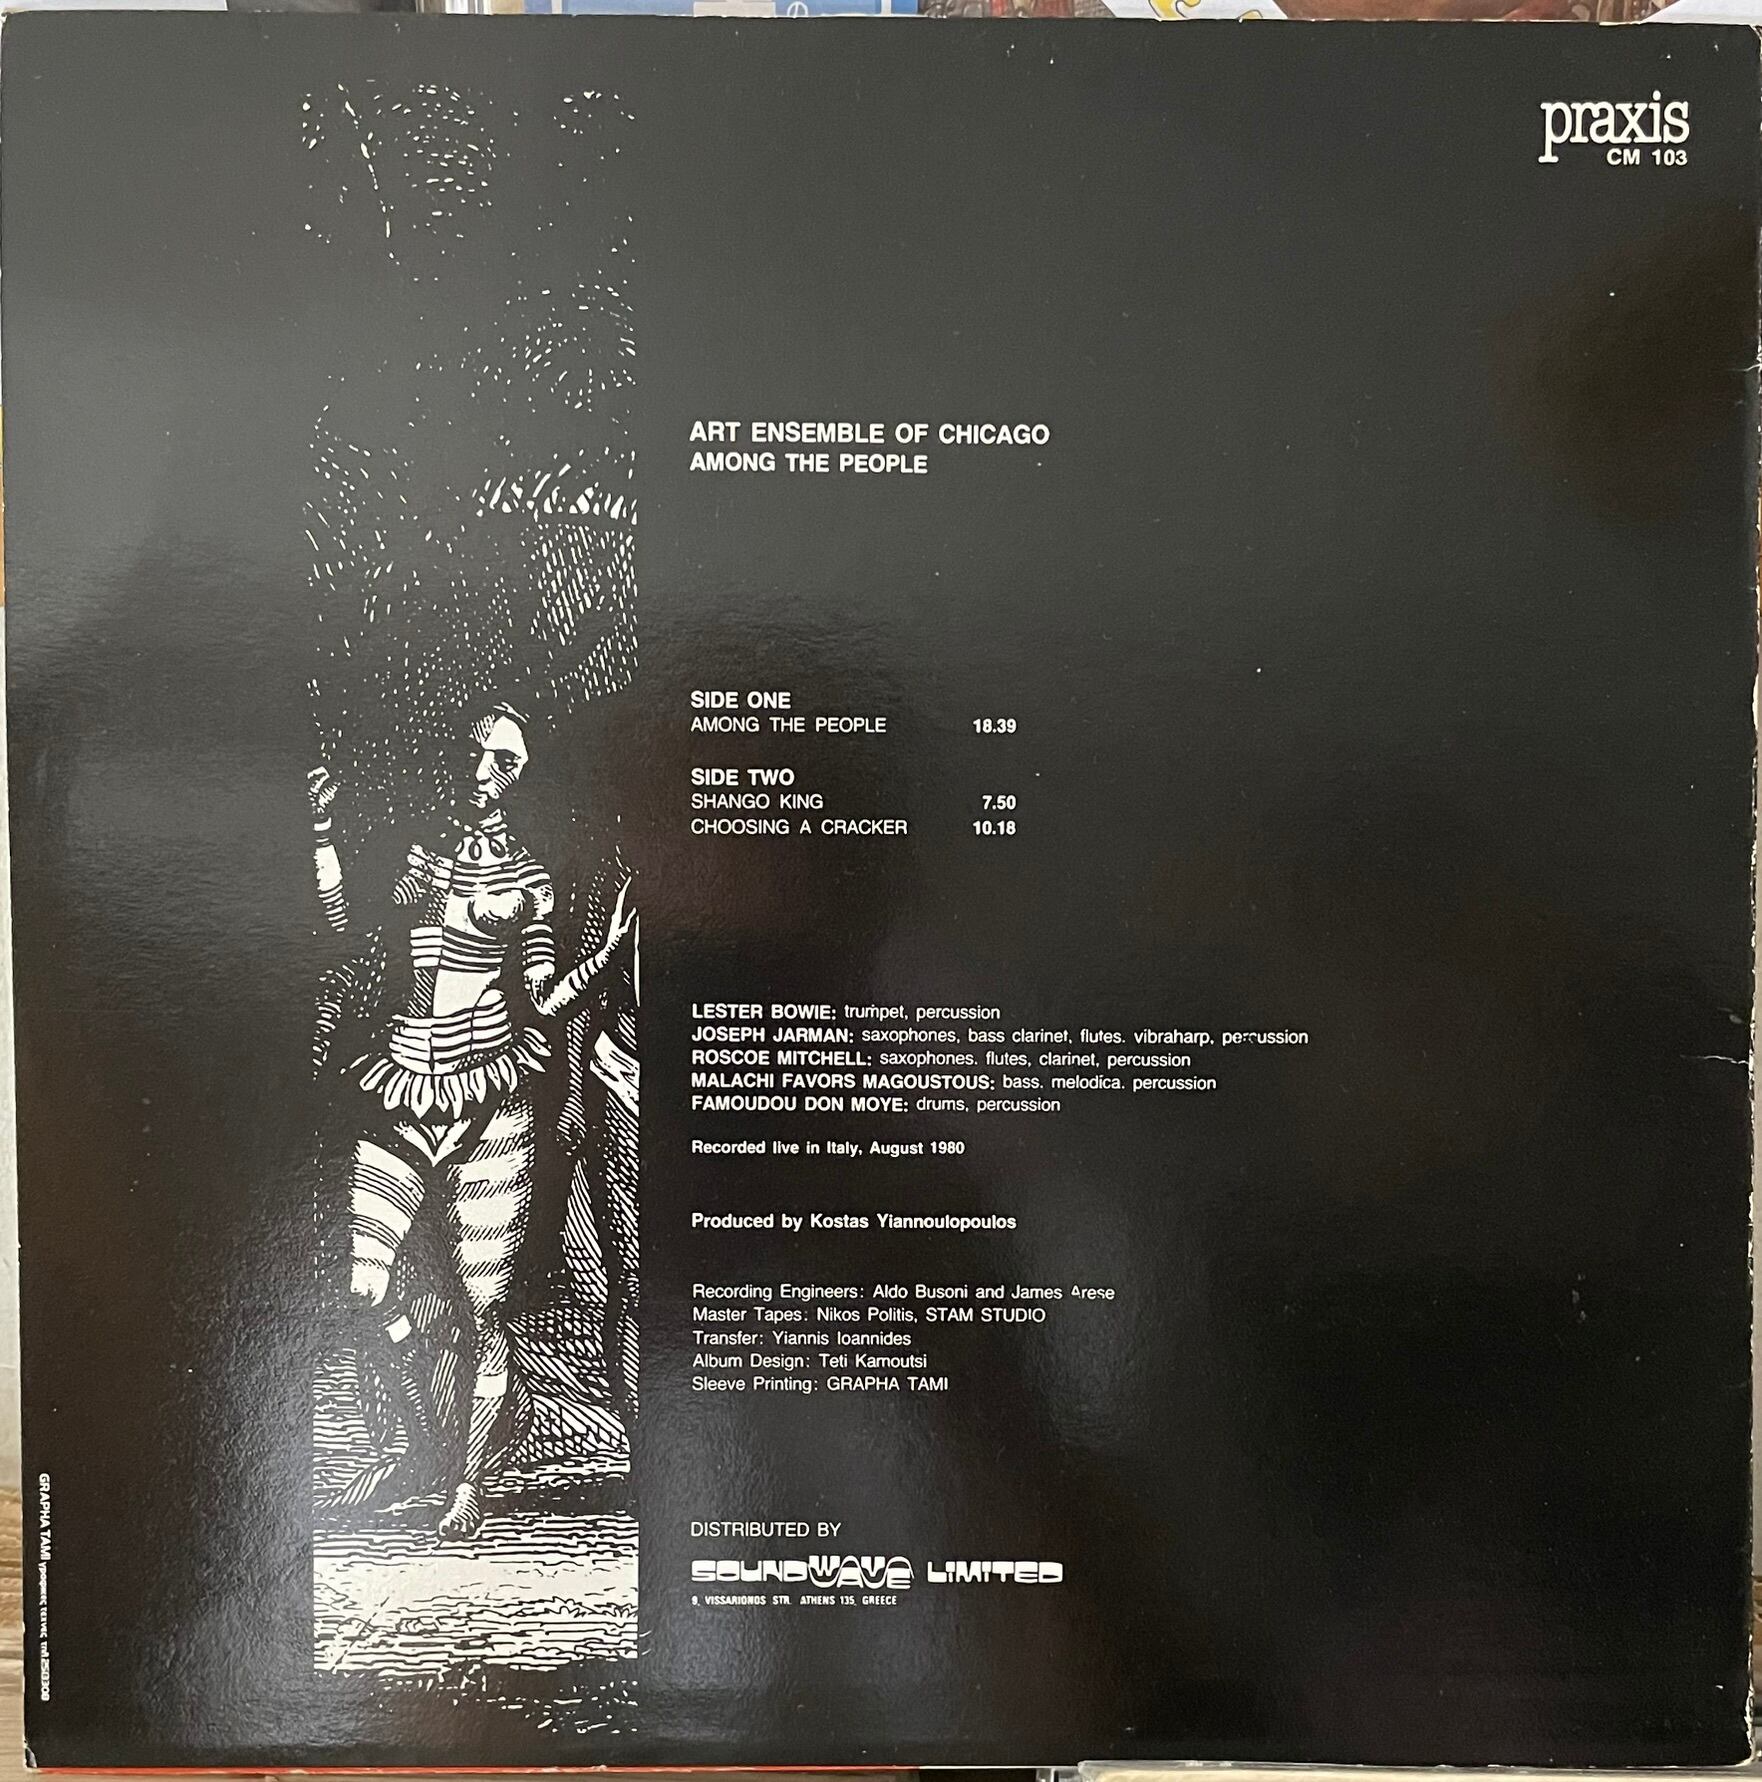 praxis
CM 103
ART ENSEMBLE OF CHICAGO
AMONG THE PEOPLE
SIDE ONE
AMONG THE PEOPLE 18.39
SIDE TWO
SHANGO KING 7.50
CHOOSING A CRACKER 10.18
LESTER BOWIE: trumpet, percussion
JOSEPH JARMAN: saxophones, bass clarinet, flutes. vibraharp, percussion
ROSCOE MITCHELL: saxophones. flutes, clarinet, percussion
MALACHI FAVORS MAGOUSTOUS: bass. melodica. percussion
FAMOUDOU DON MOYE: drums, percussion
Recorded live in Italy, August 1980
Produced by Kostas Yiannoulopoulos
Recording Engineers: Aldo Busoni and James Arese
Master Tapes: Nikos Politis, STAM STUDIO
Transfer: Yiannis Ioannides
Album Design: Teti Kamoutsi
Sleeve Printing: GRAPHA TAMI
DISTRIBUTED BY
SOUNDWAVE LIMITED
9, VISSARIONOS STR. ATHENS 135, GREECE
GRAPHA TAMI γραφικές τέχνες